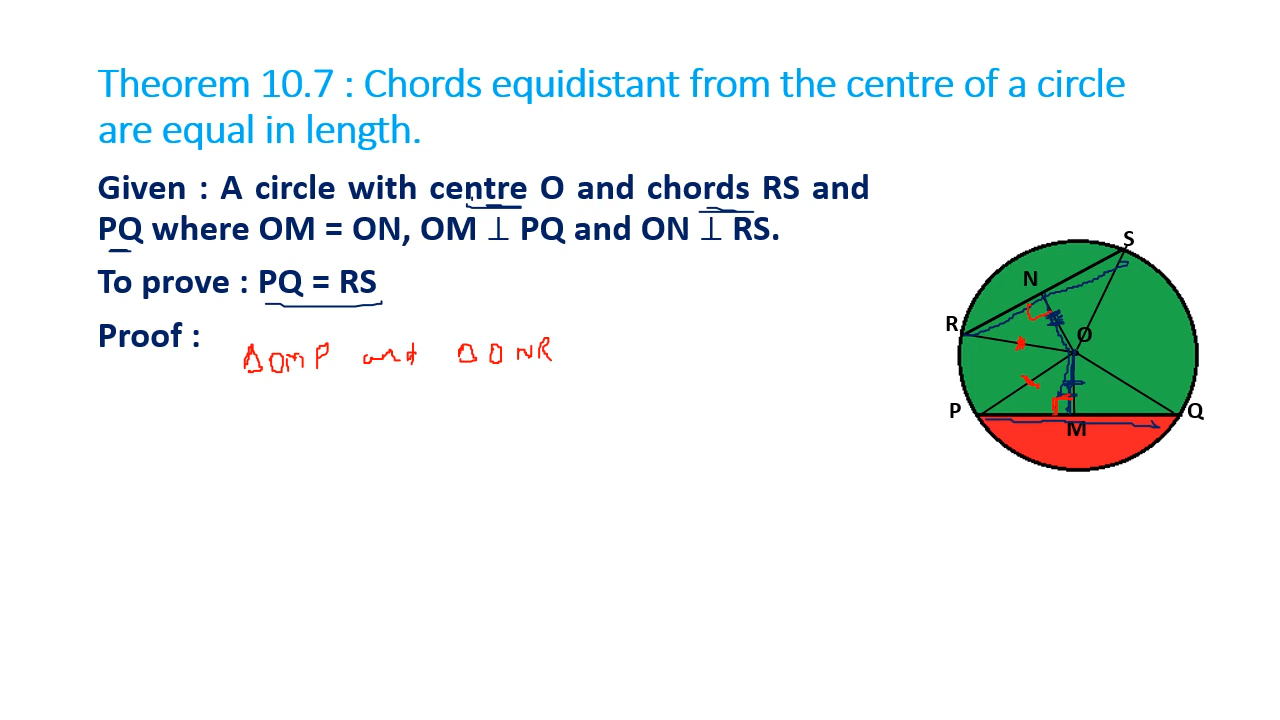 Theorem 10.7 : Chords equidistant from the centre of a circle
are equal in length.
Given : A circle with centre O and chords RS and
PQ where OM = ON, OM ⊥ PQ and ON ⊥ RS.
To prove : PQ = RS
Proof :
ΔOMP and ΔONR
S
N
R
O
P
Q
M